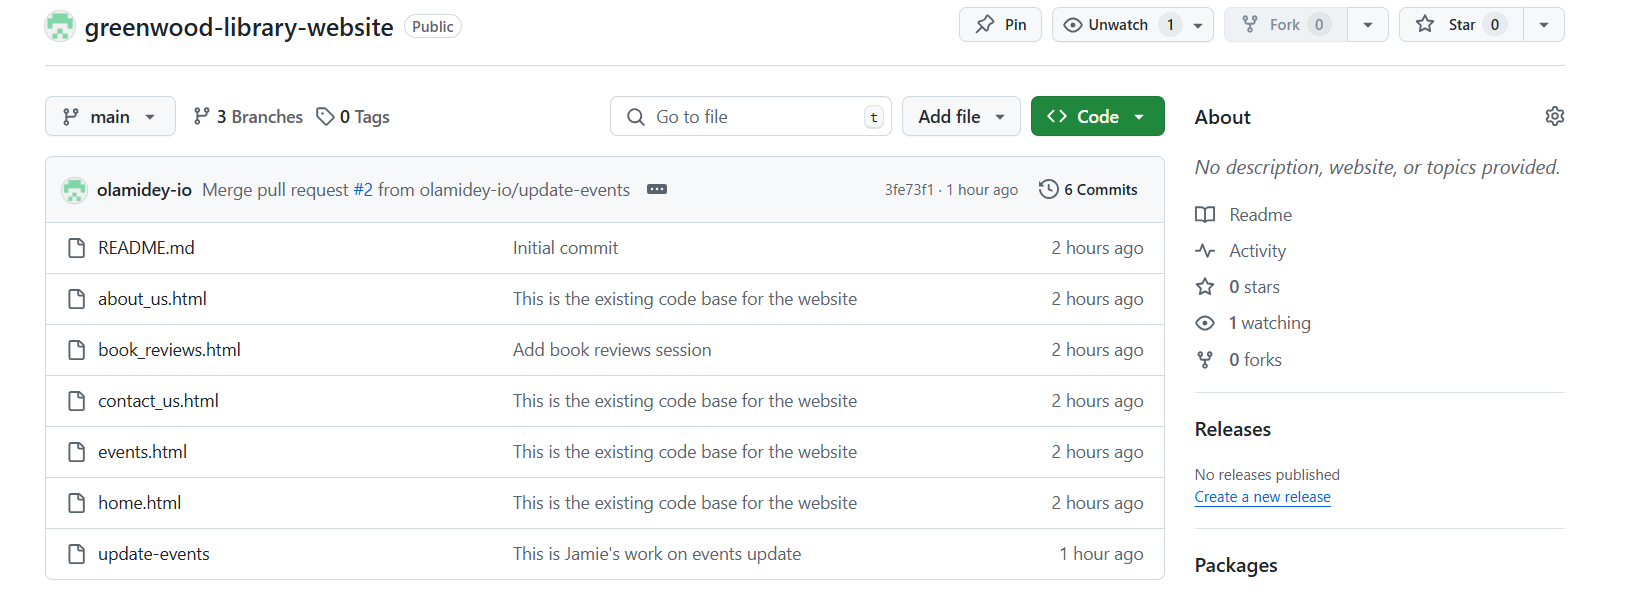 greenwood-library-website Public Pin Unwatch 1 Fork 0 Star 0
main 3 Branches 0 Tags Go to file t Add file Code
olamidey-io Merge pull request #2 from olamidey-io/update-events 3fe73f1 · 1 hour ago 6 Commits
README.md Initial commit 2 hours ago
about_us.html This is the existing code base for the website 2 hours ago
book_reviews.html Add book reviews session 2 hours ago
contact_us.html This is the existing code base for the website 2 hours ago
events.html This is the existing code base for the website 2 hours ago
home.html This is the existing code base for the website 2 hours ago
update-events This is Jamie's work on events update 1 hour ago
About
No description, website, or topics provided.
Readme
Activity
0 stars
1 watching
0 forks
Releases
No releases published
Create a new release
Packages